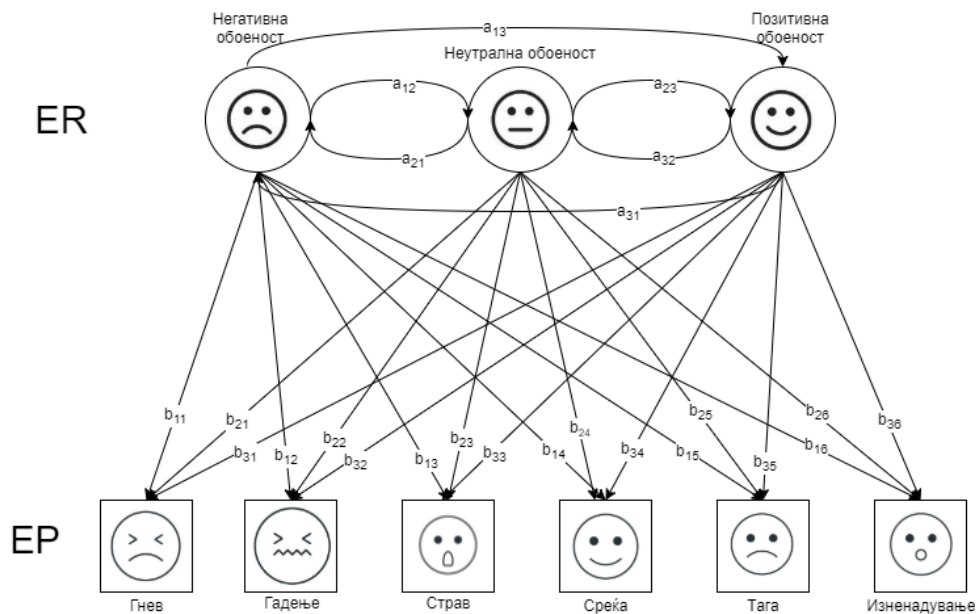 Негативна
обоеност
Позитивна
обоеност
Неутрална обоеност
a13
a12
a23
ER
a21
a32
a31
b11
b21
b31
b12
b22
b32
b13
b23
b33
b14
b24
b34
b15
b25
b35
b26
b16
b36
EP
Гнев
Гадење
Страв
Среќа
Тага
Изненадување